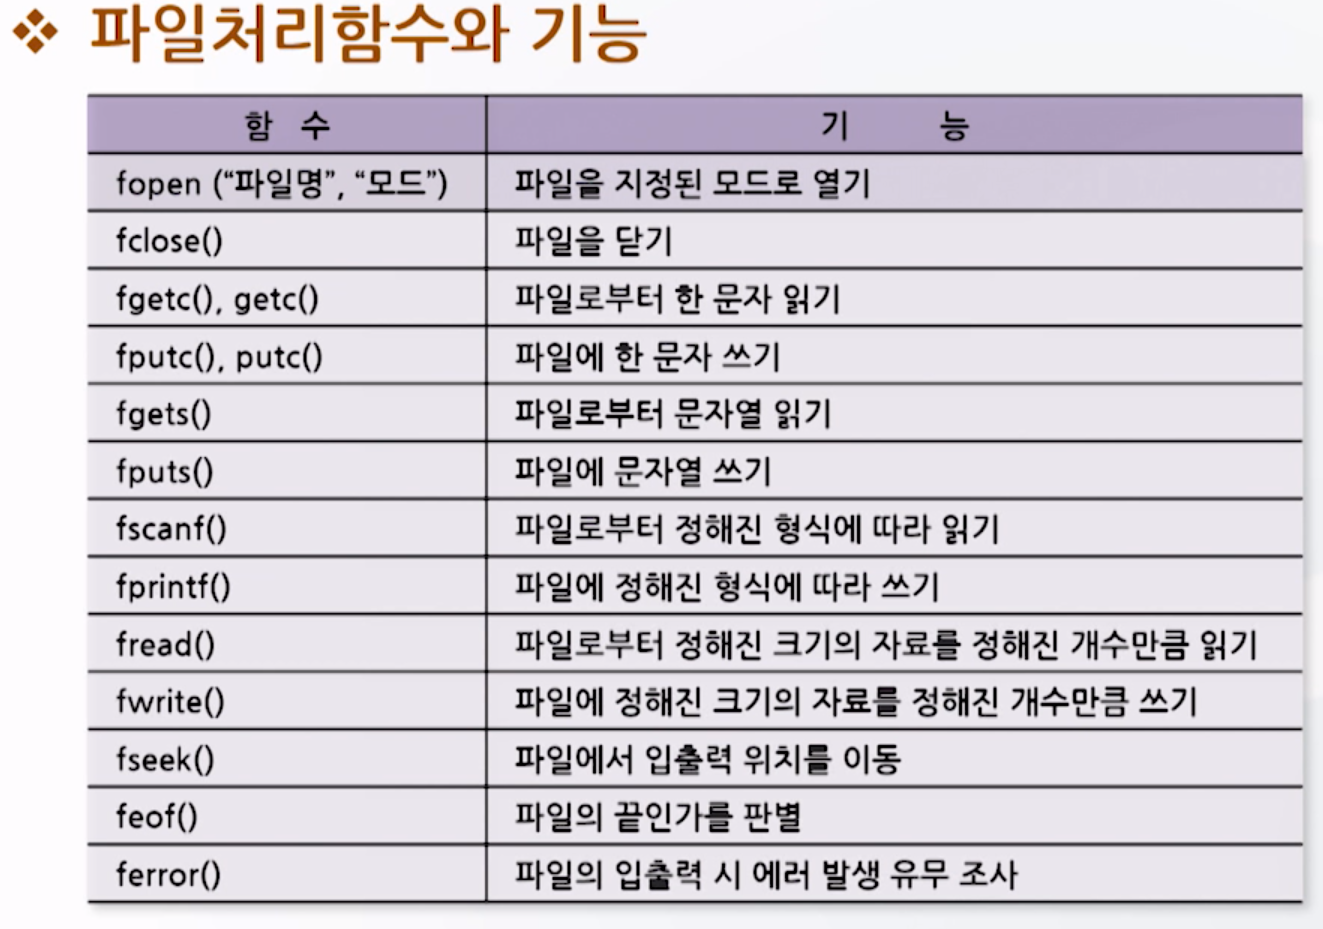 ❖ 파일처리함수와 기능
함 수 기 능
fopen (“파일명”, “모드”) 파일을 지정된 모드로 열기
fclose() 파일을 닫기
fgetc(), getc() 파일로부터 한 문자 읽기
fputc(), putc() 파일에 한 문자 쓰기
fgets() 파일로부터 문자열 읽기
fputs() 파일에 문자열 쓰기
fscanf() 파일로부터 정해진 형식에 따라 읽기
fprintf() 파일에 정해진 형식에 따라 쓰기
fread() 파일로부터 정해진 크기의 자료를 정해진 개수만큼 읽기
fwrite() 파일에 정해진 크기의 자료를 정해진 개수만큼 쓰기
fseek() 파일에서 입출력 위치를 이동
feof() 파일의 끝인가를 판별
ferror() 파일의 입출력 시 에러 발생 유무 조사